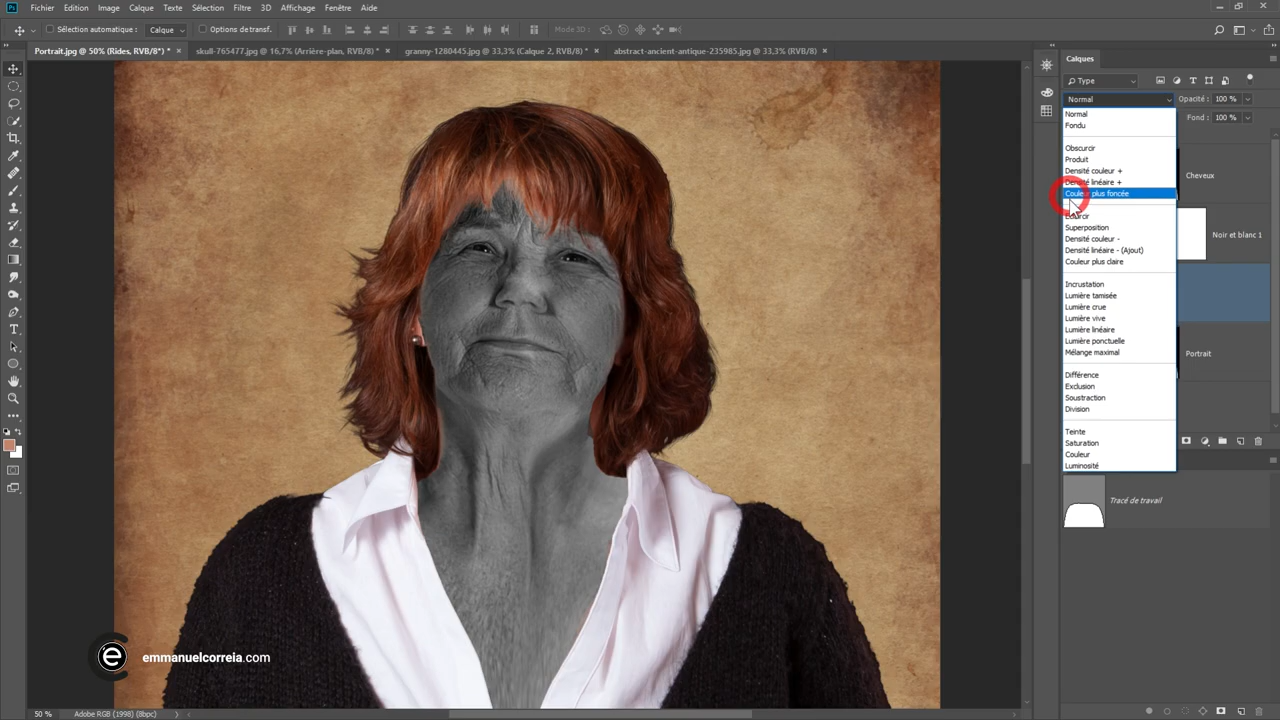 Ps Fichier Edition Image Calque Texte Sélection Filtre 3D Affichage Fenêtre Aide
Sélection automatique : Calque Options de transf. Mode 3D :
Portrait.jpg @ 50% (Rides, RVB/8*) * × skull-765477.jpg @ 16,7% (Arrière-plan, RVB/8*) × granny-1280445.jpg @ 33,3% (Calque 2, RVB/8*) * × abstract-ancient-antique-235985.jpg @ 33,3% (RVB/8) ×
Calques
Type
Normal Opacité : 100 %
Fond : 100 %
Normal
Fondu
Obscurcir
Produit
Densité couleur +
Densité linéaire +
Couleur plus foncée
Éclaircir
Superposition
Densité couleur -
Densité linéaire - (Ajout)
Couleur plus claire
Incrustation
Lumière tamisée
Lumière crue
Lumière vive
Lumière linéaire
Lumière ponctuelle
Mélange maximal
Différence
Exclusion
Soustraction
Division
Teinte
Saturation
Couleur
Luminosité
Cheveux
Noir et blanc 1
Portrait
Tracé de travail
e emmanuelcorreia.com
50 % Adobe RGB (1998) (8bpc)